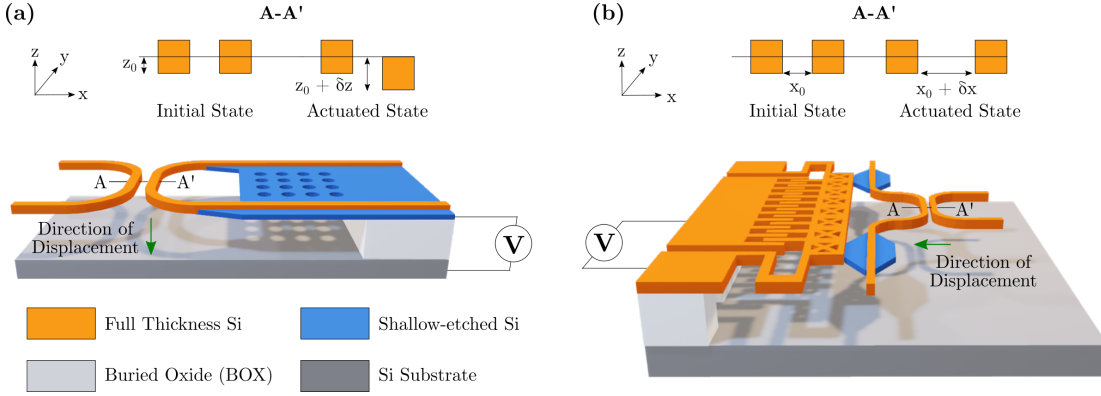 (a)
A-A'
z
y
x
z₀
z₀ + δz
Initial State
Actuated State
A
A'
Direction of
Displacement
V
Full Thickness Si
Shallow-etched Si
Buried Oxide (BOX)
Si Substrate
(b)
A-A'
z
y
x
x₀
x₀ + δx
Initial State
Actuated State
V
A
A'
Direction of
Displacement